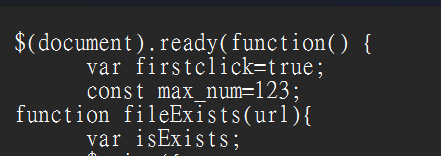 $(document).ready(function() {
var firstclick=true;
const max_num=123;
function fileExists(url){
var isExists;